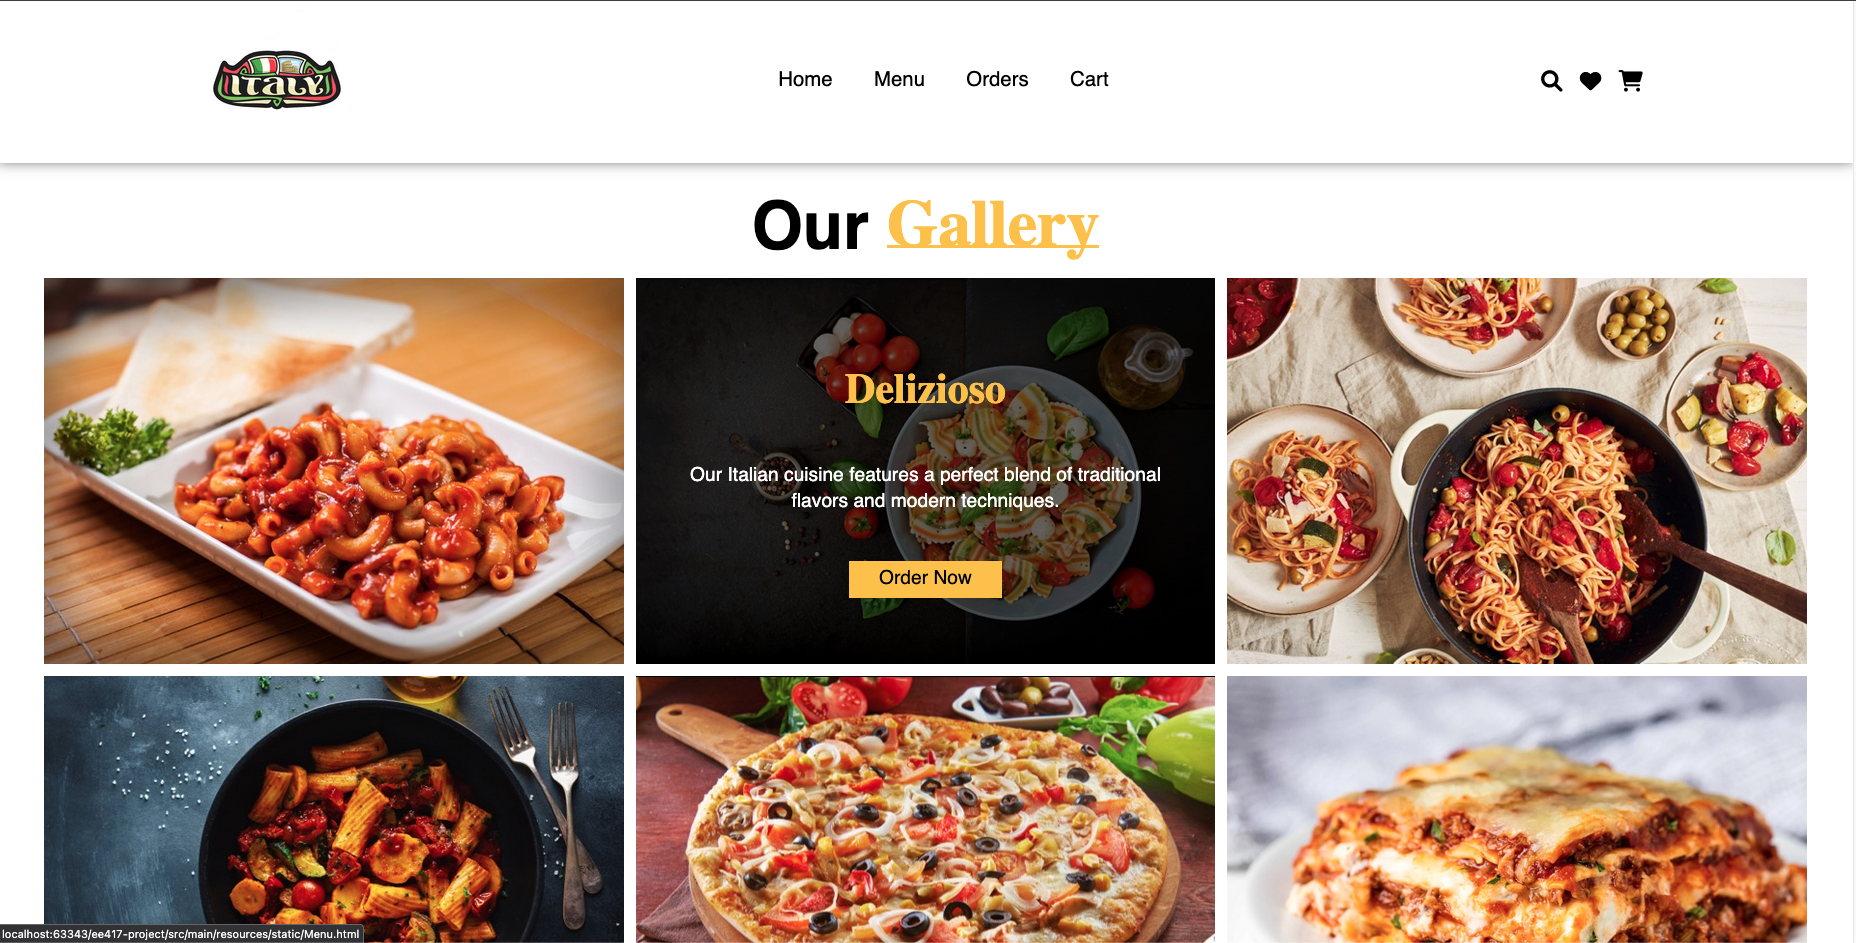 ITALY
Home Menu Orders Cart
Our Gallery
Delizioso
Our Italian cuisine features a perfect blend of traditional
flavors and modern techniques.
Order Now
localhost:63343/ee417-project/src/main/resources/static/Menu.html